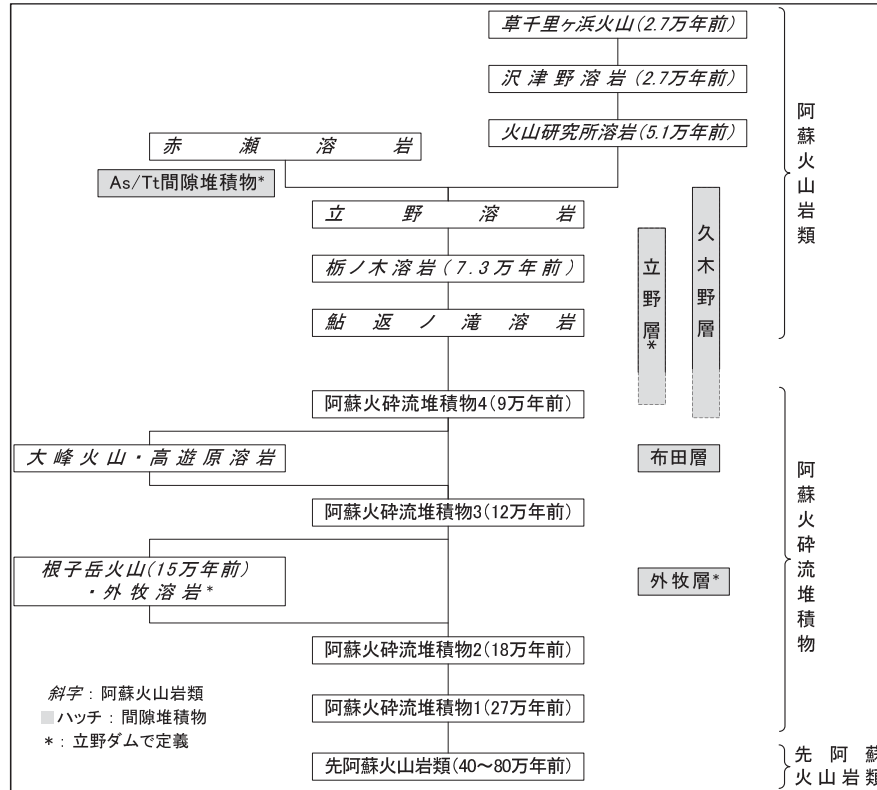 草千里ヶ浜火山(2.7万年前)
沢津野溶岩(2.7万年前)
火山研究所溶岩(5.1万年前)
赤瀬溶岩
As/Tt間隙堆積物*
立野溶岩
栃ノ木溶岩(7.3万年前)
鮎返ノ滝溶岩
立野層*
久木野層
阿蘇火山岩類
阿蘇火砕流堆積物4(9万年前)
大峰火山・高遊原溶岩
布田層
阿蘇火砕流堆積物3(12万年前)
根子岳火山(15万年前)
・外牧溶岩*
外牧層*
阿蘇火砕流堆積物2(18万年前)
阿蘇火砕流堆積物1(27万年前)
阿蘇火砕流堆積物
先阿蘇火山岩類(40～80万年前)
先阿蘇
火山岩類
斜字：阿蘇火山岩類
ハッチ：間隙堆積物
*：立野ダムで定義